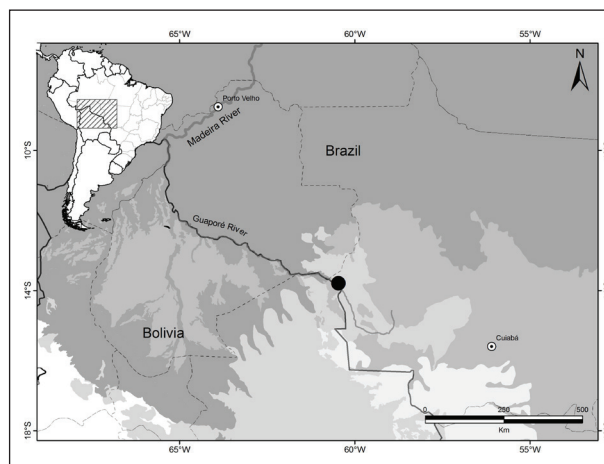 65°W 60°W 55°W
N
Porto Velho
Madeira River
Brazil
10°S
Guaporé River
14°S
Bolivia
Cuiabá
0 250 500
Km
18°S
65°W 60°W 55°W